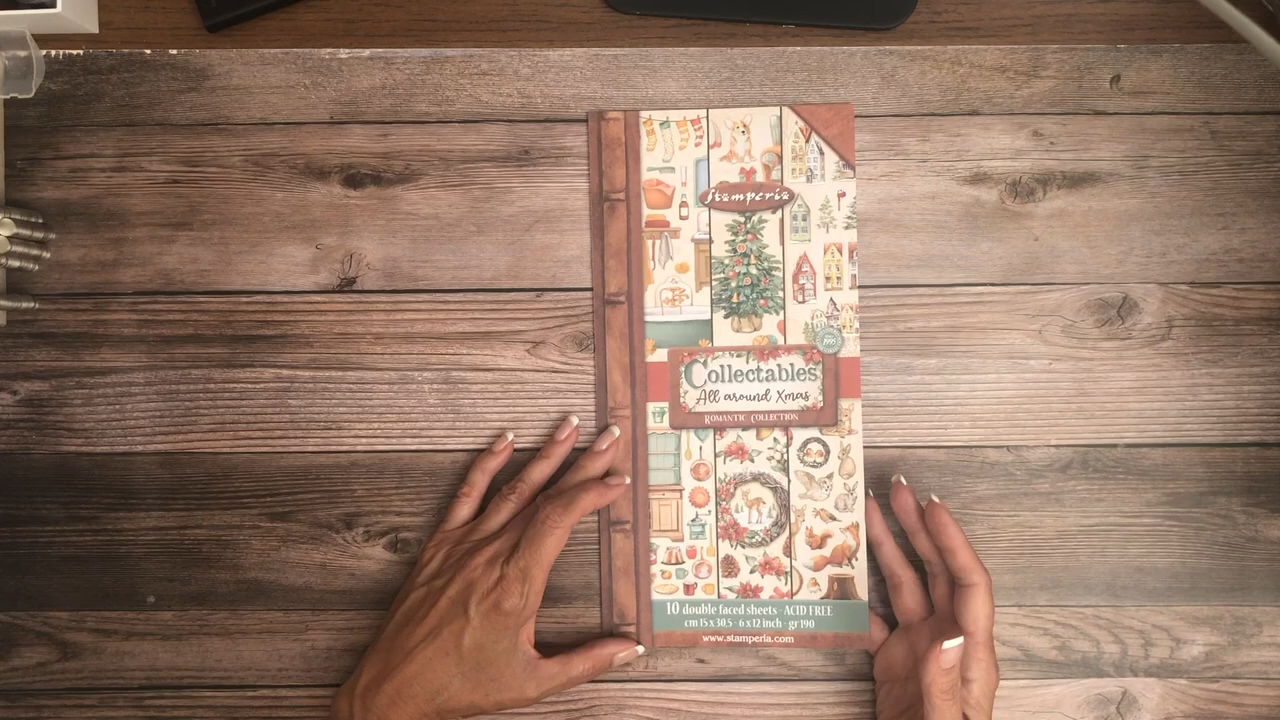 Stamperia
1995
Collectables
All around Xmas
ROMANTIC COLLECTION
10 double faced sheets - ACID FREE
cm 15 x 30.5 - 6 x 12 inch - gr 190
www.stamperia.com